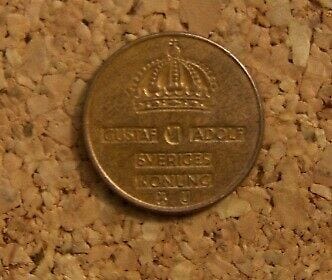 GUSTAF VI ADOLF
SVERIGES
KONUNG
U